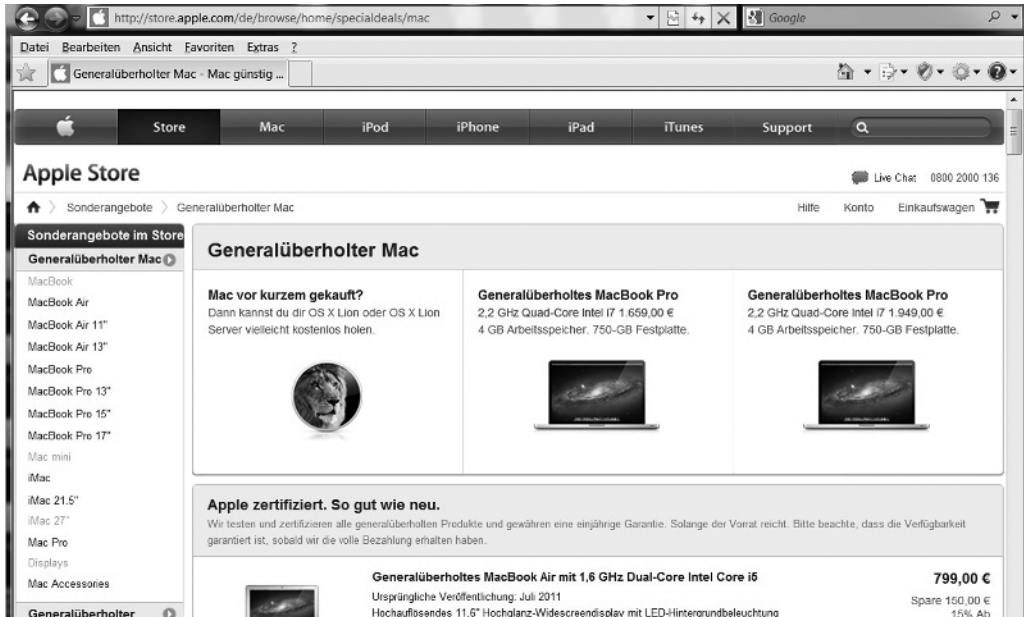 http://store.apple.com/de/browse/home/specialdeals/mac
Google
Datei Bearbeiten Ansicht Favoriten Extras ?
Generalüberholter Mac - Mac günstig ...
Store Mac iPod iPhone iPad iTunes Support
Apple Store
Live Chat 0800 2000 136
Sonderangebote Generalüberholter Mac
Hilfe Konto Einkaufswagen
Sonderangebote im Store
Generalüberholter Mac
MacBook
MacBook Air
MacBook Air 11"
MacBook Air 13"
MacBook Pro
MacBook Pro 13"
MacBook Pro 15"
MacBook Pro 17"
Mac mini
iMac
iMac 21.5"
iMac 27"
Mac Pro
Displays
Mac Accessories
Generalüberholter
Generalüberholter Mac
Mac vor kurzem gekauft?
Dann kannst du dir OS X Lion oder OS X Lion
Server vielleicht kostenlos holen.
Generalüberholtes MacBook Pro
2,2 GHz Quad-Core Intel i7 1.659,00 €
4 GB Arbeitsspeicher. 750-GB Festplatte.
Generalüberholtes MacBook Pro
2,2 GHz Quad-Core Intel i7 1.949,00 €
4 GB Arbeitsspeicher. 750-GB Festplatte.
Apple zertifiziert. So gut wie neu.
Wir testen und zertifizieren alle generalüberholten Produkte und gewähren eine einjährige Garantie. Solange der Vorrat reicht. Bitte beachte, dass die Verfügbarkeit
garantiert ist, sobald wir die volle Bezahlung erhalten haben.
Generalüberholtes MacBook Air mit 1,6 GHz Dual-Core Intel Core i5
799,00 €
Ursprüngliche Veröffentlichung: Juli 2011
Spare 150,00 €
Hochauflösendes 11,6" Hochglanz-Widescreendisplay mit LED-Hintergrundbeleuchtung
15% Ab